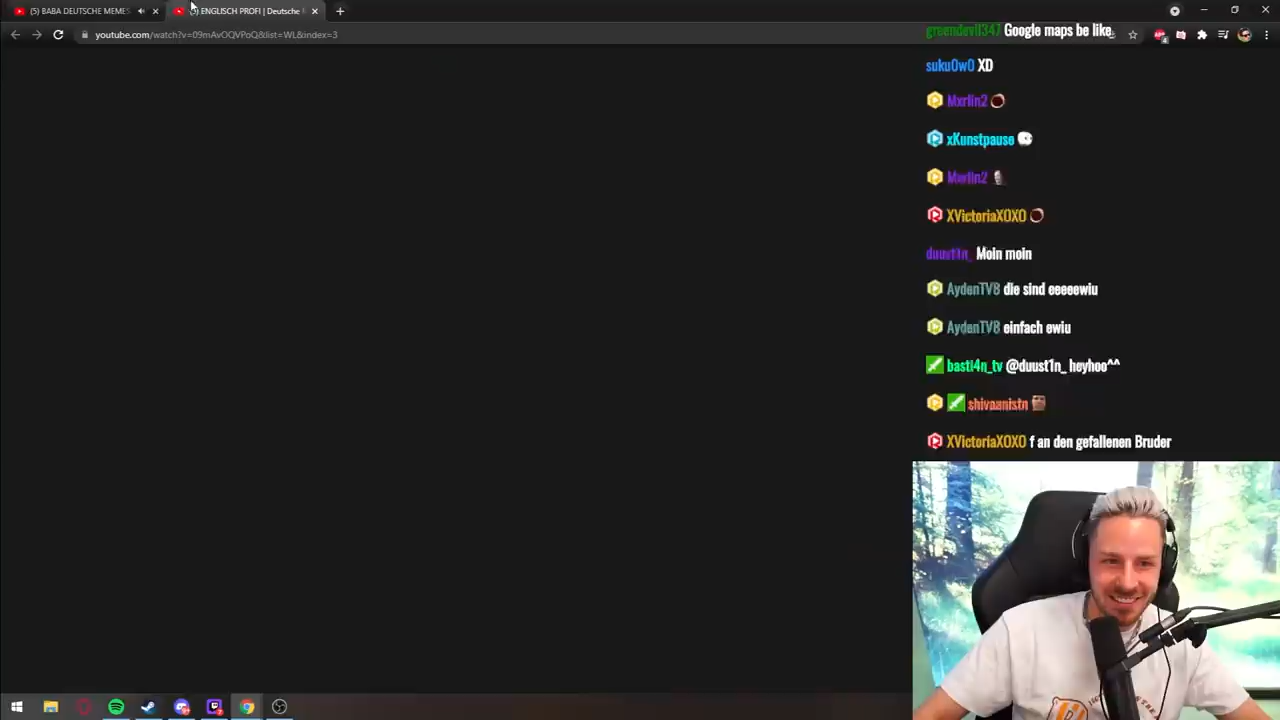 (5) BABA DEUTSCHE MEMES
ENGLISCH PROFI | Deutsche
youtube.com/watch?v=09mAvOQVPoQ&list=WL&index=3
greendevil347 Google maps be like
suku0w0 XD
Mxrlin2
xKunstpause
Mxrlin2
XVictoriaXOXO
duust1n_ Moin moin
AydenTV8 die sind eeeeewiu
AydenTV8 einfach ewiu
basti4n_tv @duust1n_ heyhoo^^
shivaanistn
XVictoriaXOXO f an den gefallenen Bruder